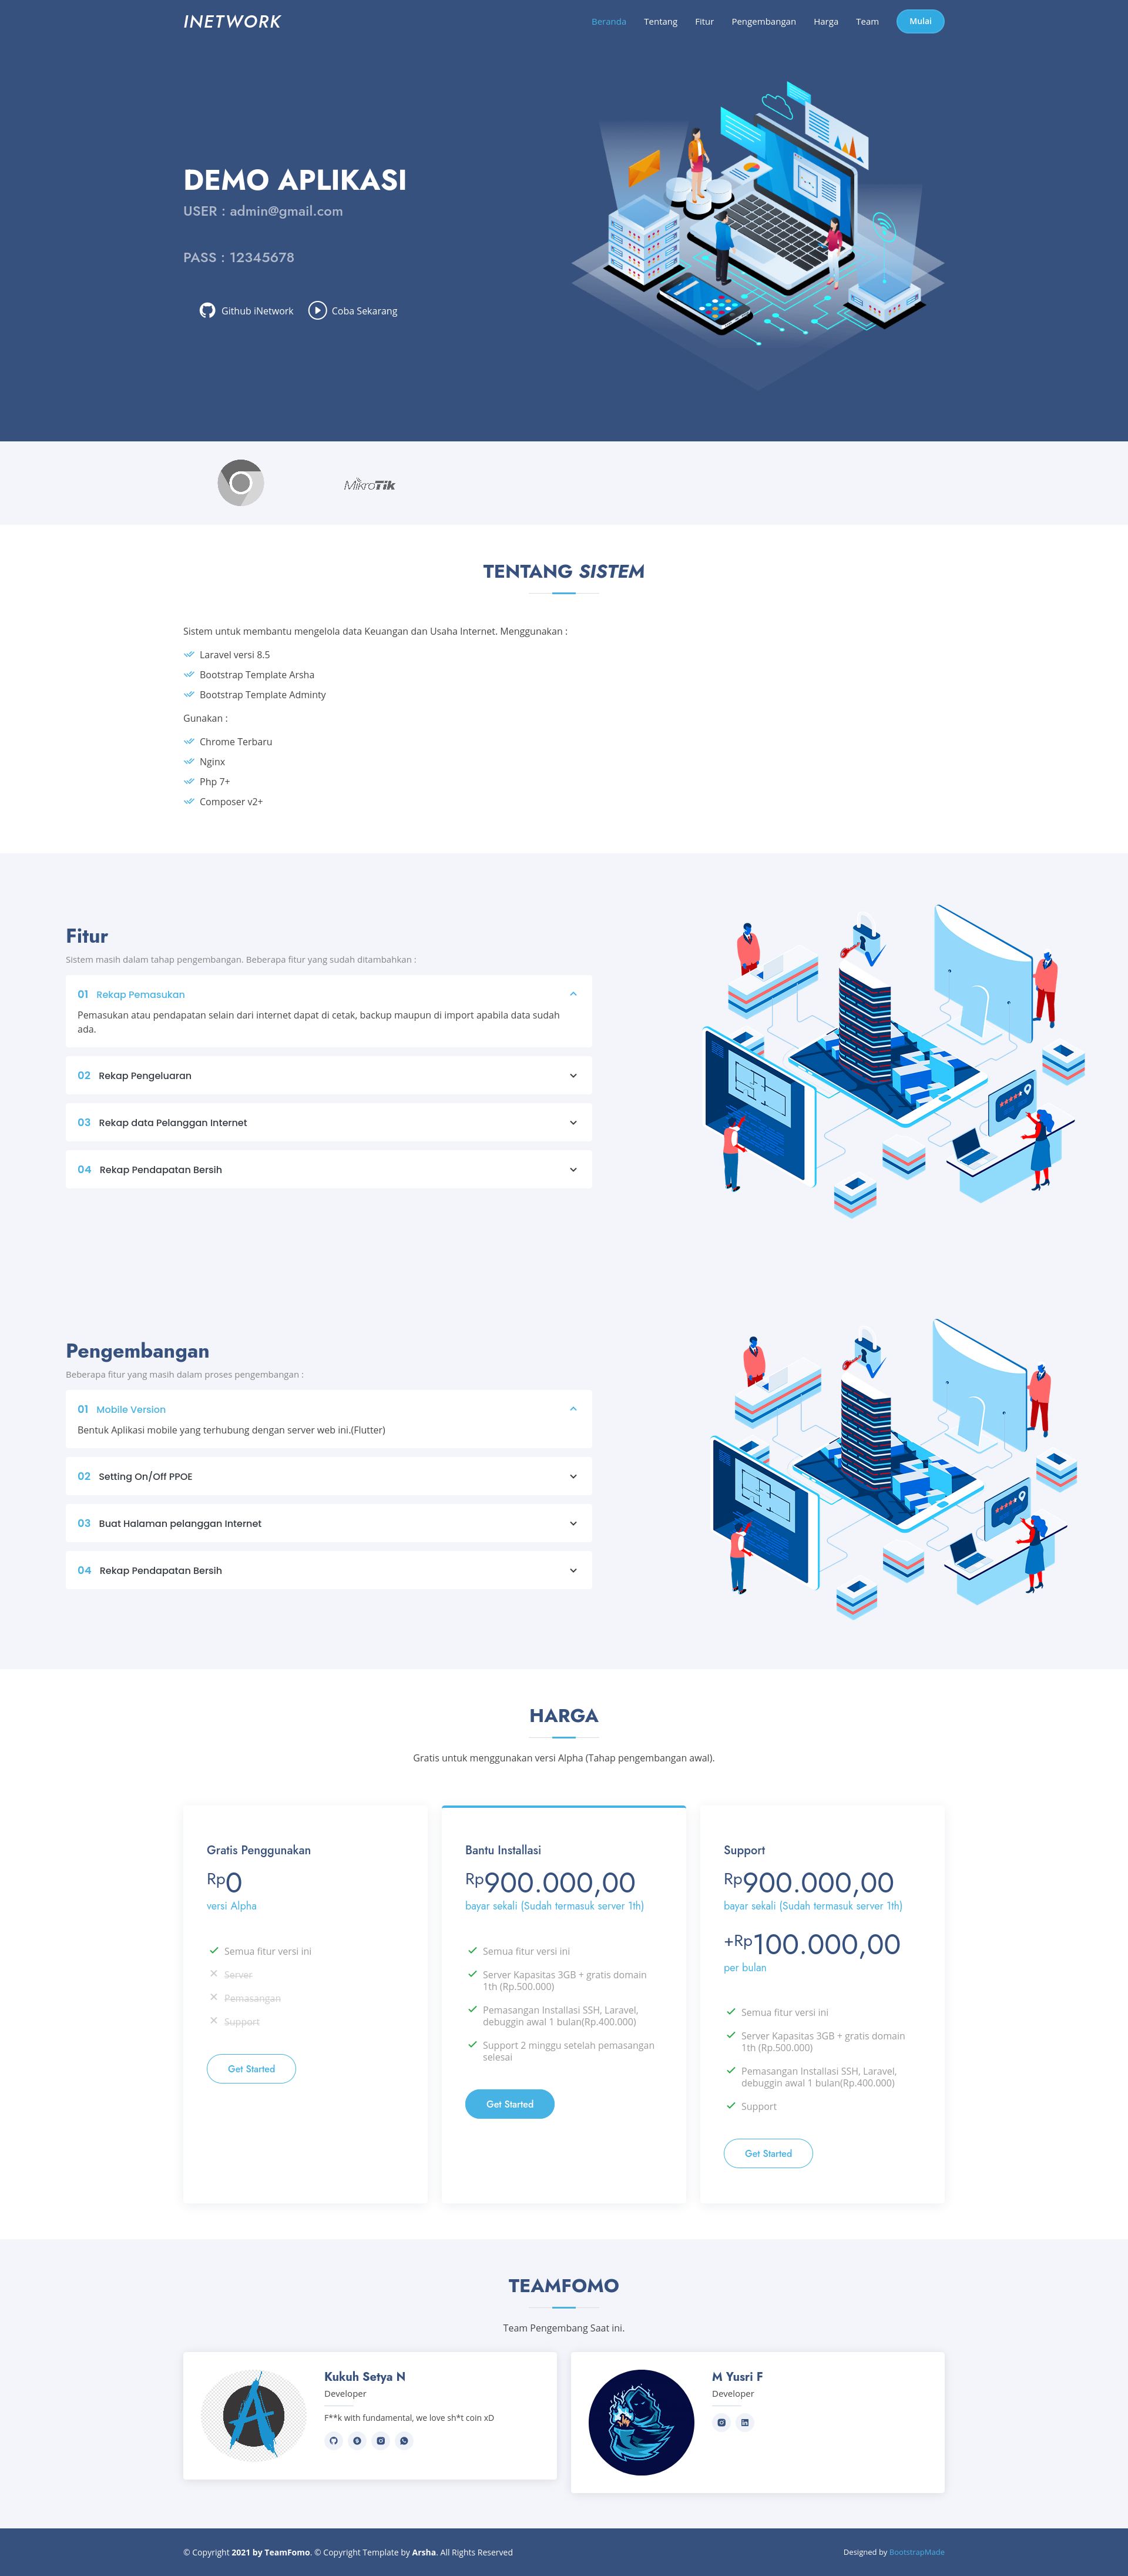 INETWORK
Beranda
Tentang
Fitur
Pengembangan
Harga
Team
Mulai
DEMO APLIKASI
USER : admin@gmail.com
PASS : 12345678
Github iNetwork
Coba Sekarang
MikroTik
TENTANG SISTEM
Sistem untuk membantu mengelola data Keuangan dan Usaha Internet. Menggunakan :
Laravel versi 8.5
Bootstrap Template Arsha
Bootstrap Template Adminty
Gunakan :
Chrome Terbaru
Nginx
Php 7+
Composer v2+
Fitur
Sistem masih dalam tahap pengembangan. Beberapa fitur yang sudah ditambahkan :
01 Rekap Pemasukan
Pemasukan atau pendapatan selain dari internet dapat di cetak, backup maupun di import apabila data sudah
ada.
02 Rekap Pengeluaran
03 Rekap data Pelanggan Internet
04 Rekap Pendapatan Bersih
Pengembangan
Beberapa fitur yang masih dalam proses pengembangan :
01 Mobile Version
Bentuk Aplikasi mobile yang terhubung dengan server web ini.(Flutter)
02 Setting On/Off PPOE
03 Buat Halaman pelanggan Internet
04 Rekap Pendapatan Bersih
HARGA
Gratis untuk menggunakan versi Alpha (Tahap pengembangan awal).
Gratis Penggunakan
Rp0
versi Alpha
Semua fitur versi ini
Server
Pemasangan
Support
Get Started
Bantu Installasi
Rp900.000,00
bayar sekali (Sudah termasuk server 1th)
Semua fitur versi ini
Server Kapasitas 3GB + gratis domain
1th (Rp.500.000)
Pemasangan Installasi SSH, Laravel,
debuggin awal 1 bulan(Rp.400.000)
Support 2 minggu setelah pemasangan
selesai
Get Started
Support
Rp900.000,00
bayar sekali (Sudah termasuk server 1th)
+Rp100.000,00
per bulan
Semua fitur versi ini
Server Kapasitas 3GB + gratis domain
1th (Rp.500.000)
Pemasangan Installasi SSH, Laravel,
debuggin awal 1 bulan(Rp.400.000)
Support
Get Started
TEAMFOMO
Team Pengembang Saat ini.
Kukuh Setya N
Developer
F**k with fundamental, we love sh*t coin xD
M Yusri F
Developer
© Copyright 2021 by TeamFomo. © Copyright Template by Arsha. All Rights Reserved
Designed by BootstrapMade